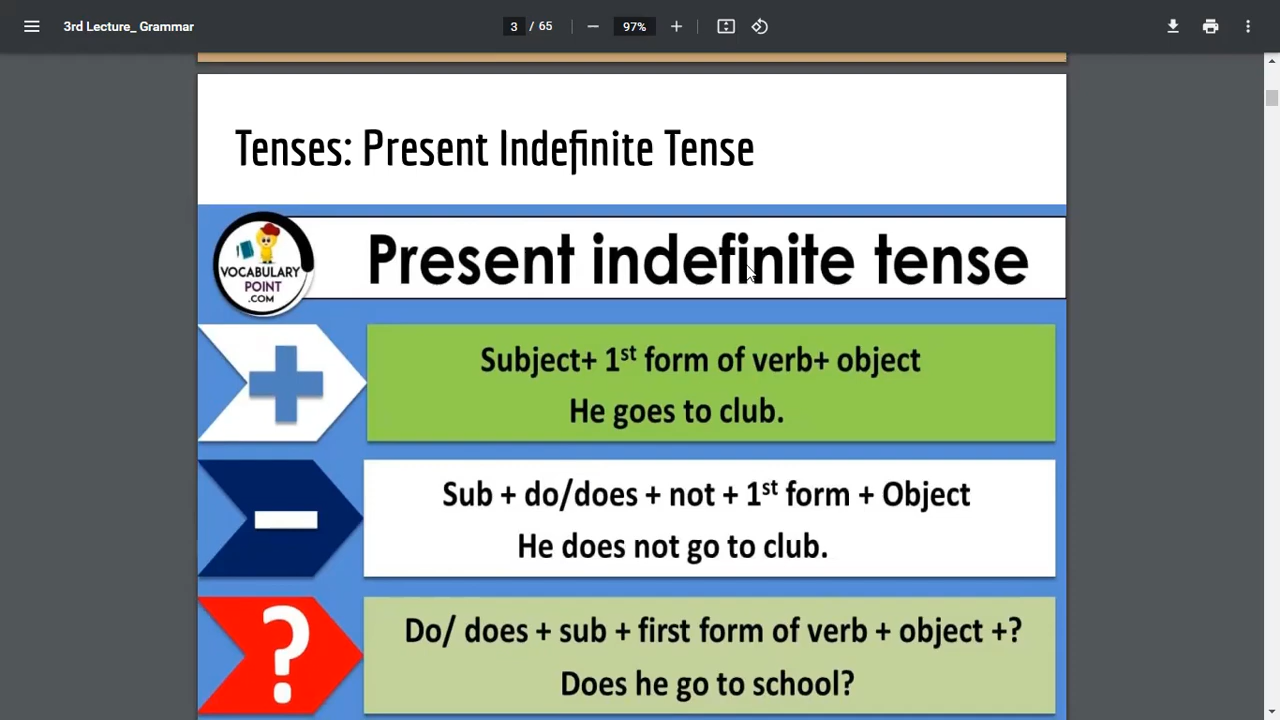 3rd Lecture_ Grammar
3 / 65
97%
Tenses: Present Indefinite Tense
VOCABULARY
POINT
.COM
Present indefinite tense
Subject+ 1st form of verb+ object
He goes to club.
Sub + do/does + not + 1st form + Object
He does not go to club.
?
Do/ does + sub + first form of verb + object +?
Does he go to school?